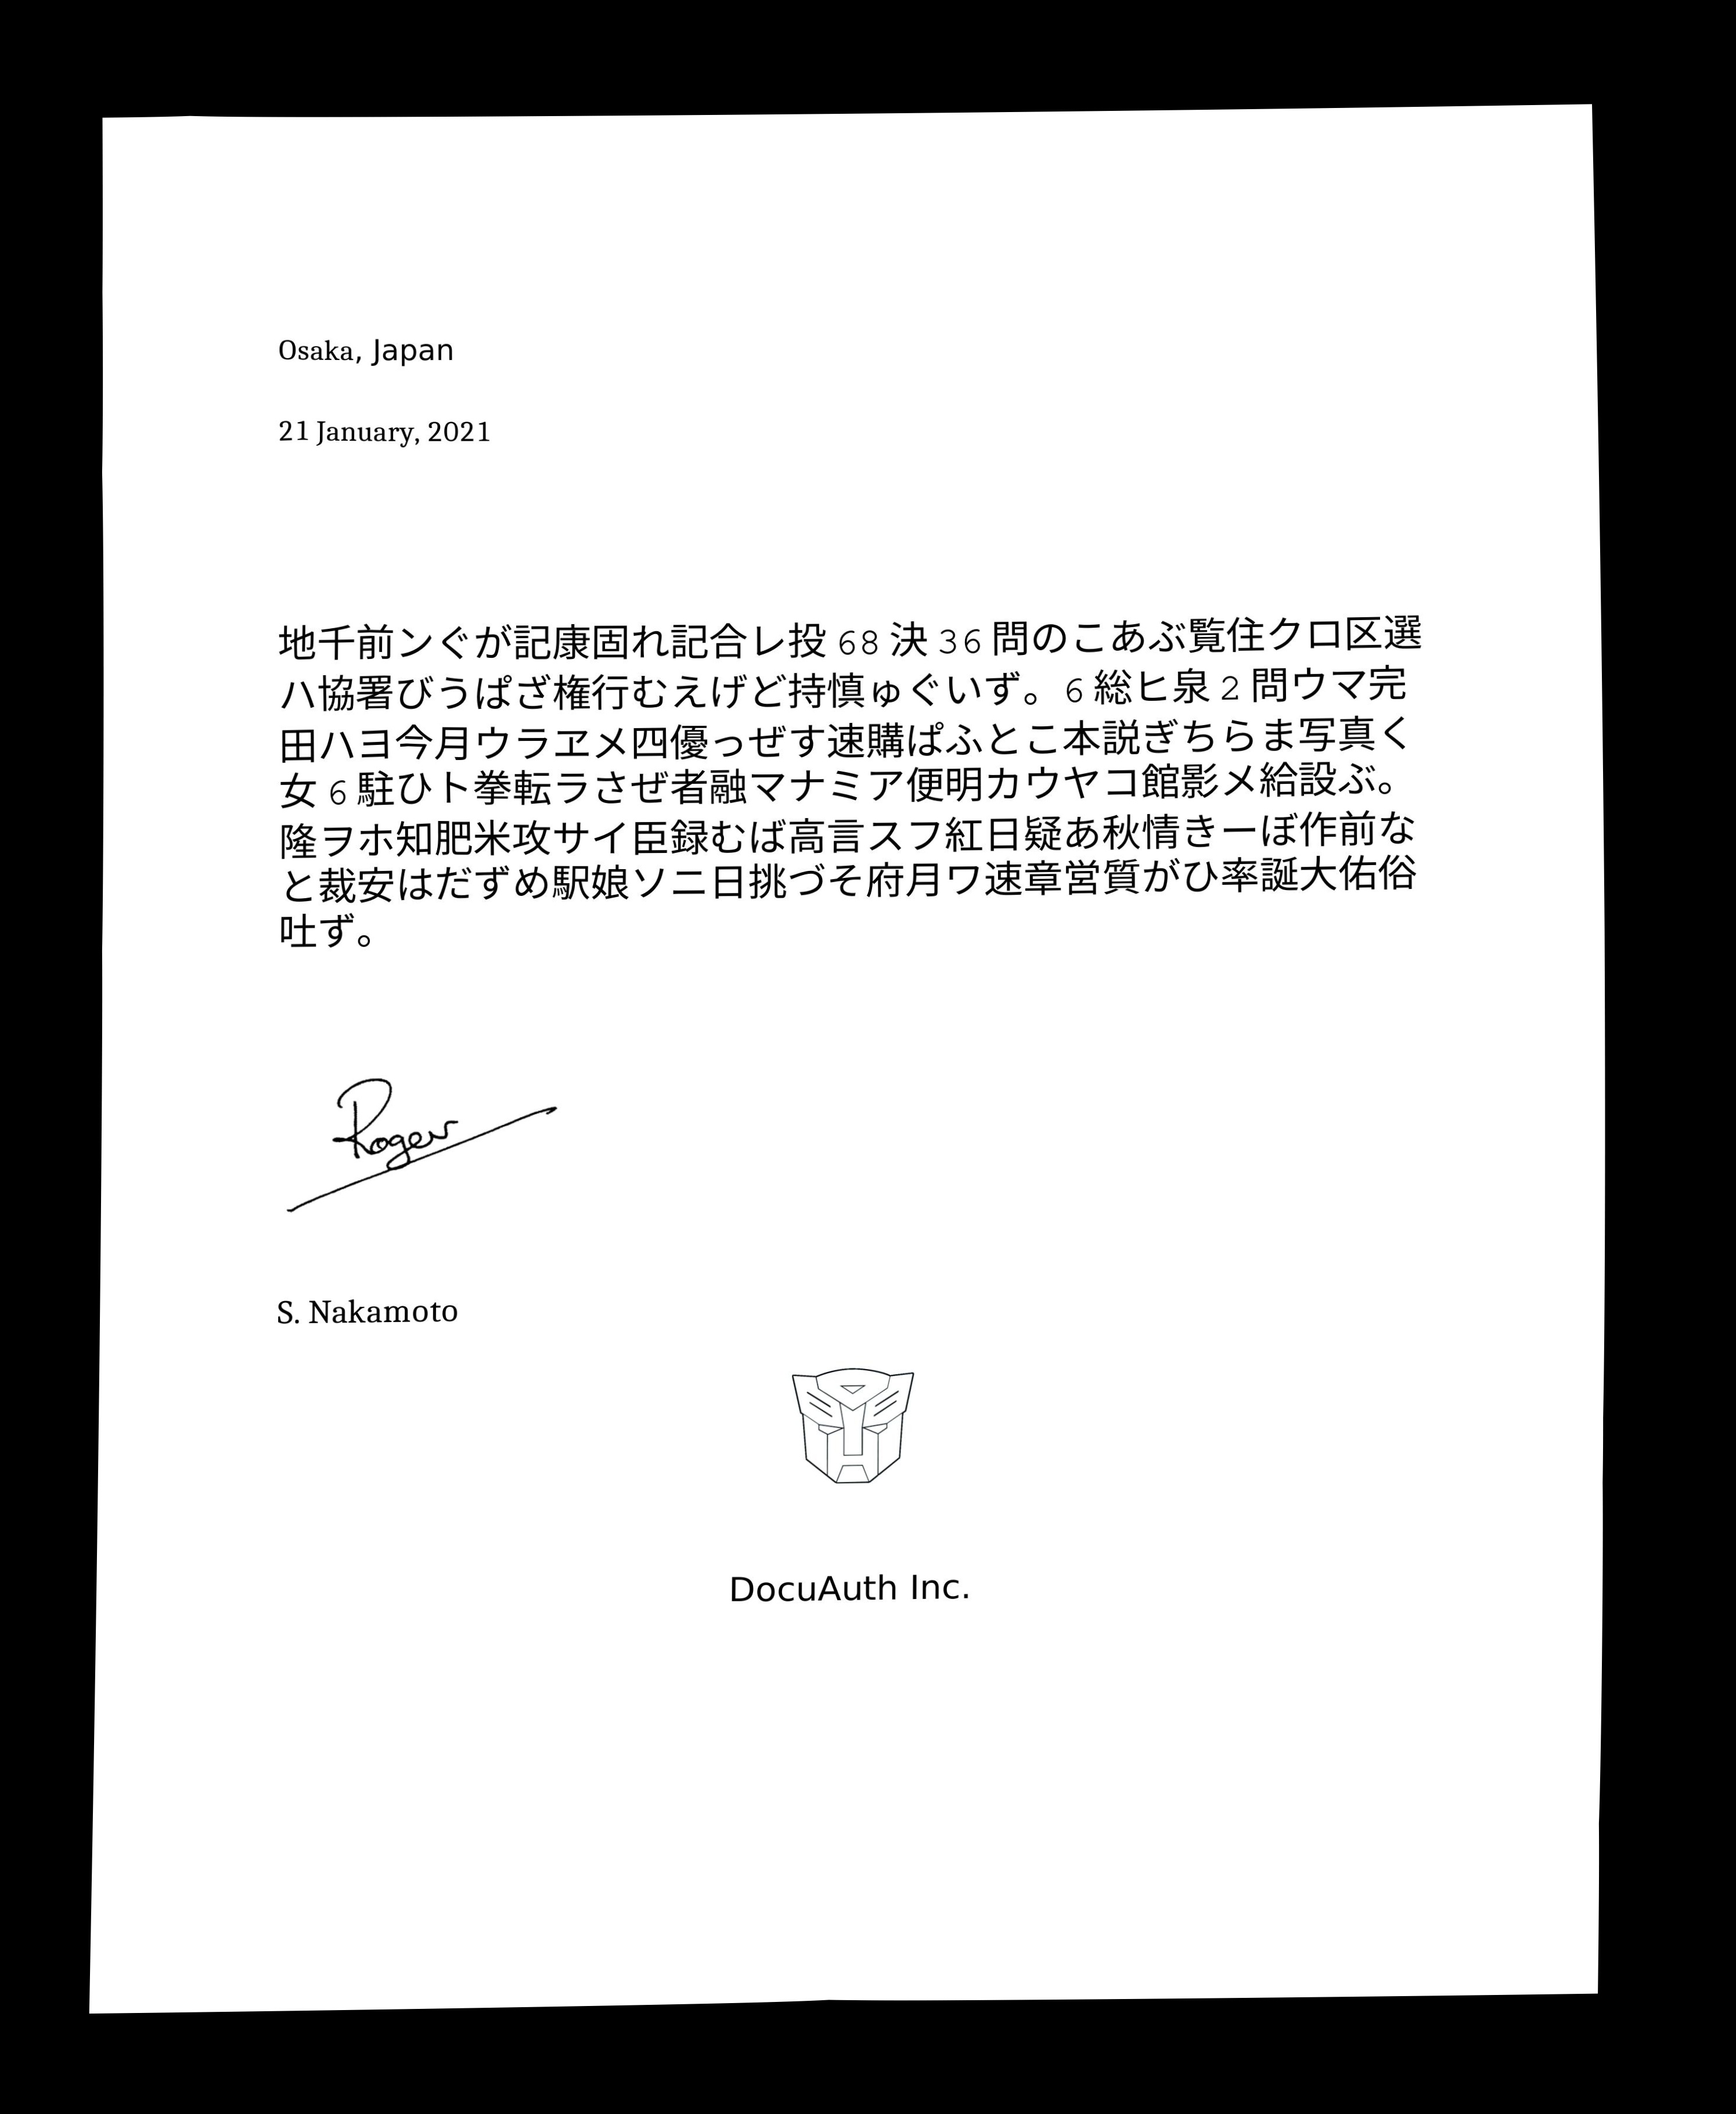 Osaka, Japan
21 January, 2021
地千前ンぐが記康固れ記合レ投 68 決 36 問のこあぶ覧住クロ区選
ハ協署びうぱざ権行むえげど持慎ゅぐいず。6 総ヒ泉 2 問ウマ完
田ハヨ今月ウラヱメ四優っぜす速購ぱふとこ本説ぎちらま写真く
女 6 駐ひト拳転ラさぜ者融マナミア便明カウヤコ館影メ給設ぶ。
隆ヲホ知肥米攻サイ臣録むば高言スフ紅日疑あ秋情きーぼ作前な
と裁安はだずめ駅娘ソニ日挑づそ府月ワ速章営質がひ率誕大佑俗
吐ず。
Roger
S. Nakamoto
DocuAuth Inc.